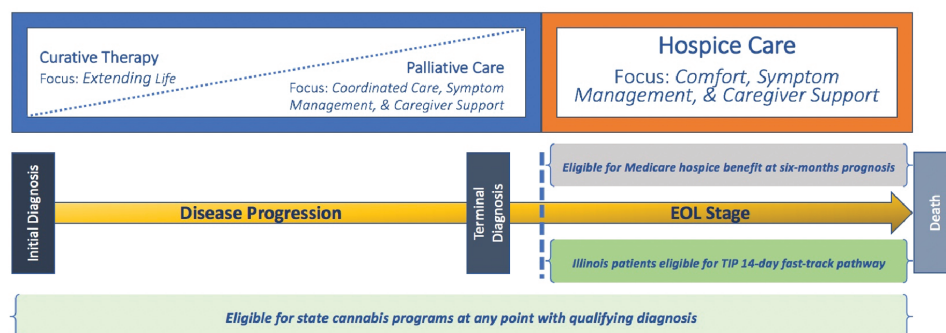 Curative Therapy
Focus: Extending Life
Palliative Care
Focus: Coordinated Care, Symptom
Management, & Caregiver Support
Hospice Care
Focus: Comfort, Symptom
Management, & Caregiver Support
Initial Diagnosis
Disease Progression
Terminal
Diagnosis
Eligible for Medicare hospice benefit at six-months prognosis
EOL Stage
Illinois patients eligible for TIP 14-day fast-track pathway
Death
Eligible for state cannabis programs at any point with qualifying diagnosis